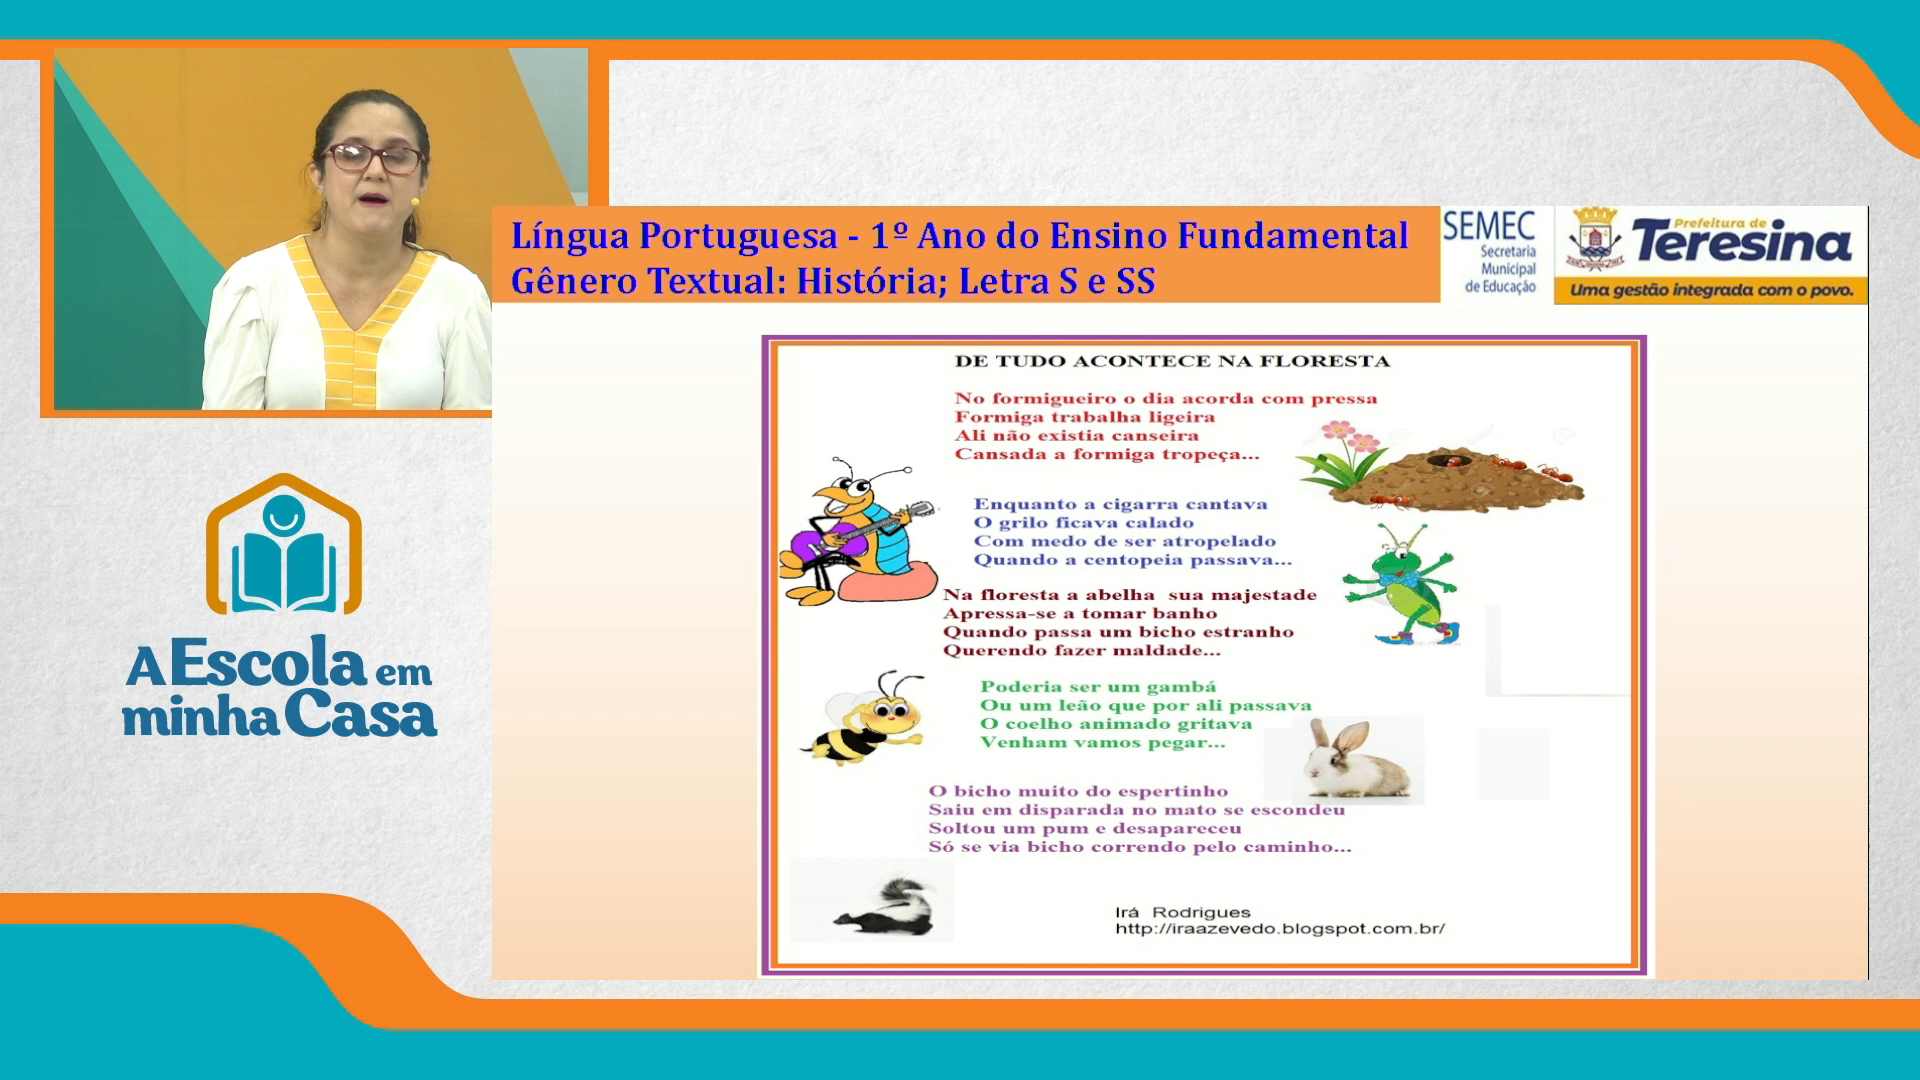 Língua Portuguesa - 1º Ano do Ensino Fundamental
Gênero Textual: História; Letra S e SS
SEMEC
Secretaria
Municipal
de Educação
Prefeitura de
Teresina
Uma gestão integrada com o povo.
DE TUDO ACONTECE NA FLORESTA
No formigueiro o dia acorda com pressa
Formiga trabalha ligeira
Ali não existia canseira
Cansada a formiga tropeça...
Enquanto a cigarra cantava
O grilo ficava calado
Com medo de ser atropelado
Quando a centopeia passava...
Na floresta a abelha sua majestade
Apressa-se a tomar banho
Quando passa um bicho estranho
Querendo fazer maldade...
Poderia ser um gambá
Ou um leão que por ali passava
O coelho animado gritava
Venham vamos pegar...
O bicho muito do espertinho
Saiu em disparada no mato se escondeu
Soltou um pum e desapareceu
Só se via bicho correndo pelo caminho...
Irá Rodrigues
http://iraazevedo.blogspot.com.br/
A Escola em
minha Casa